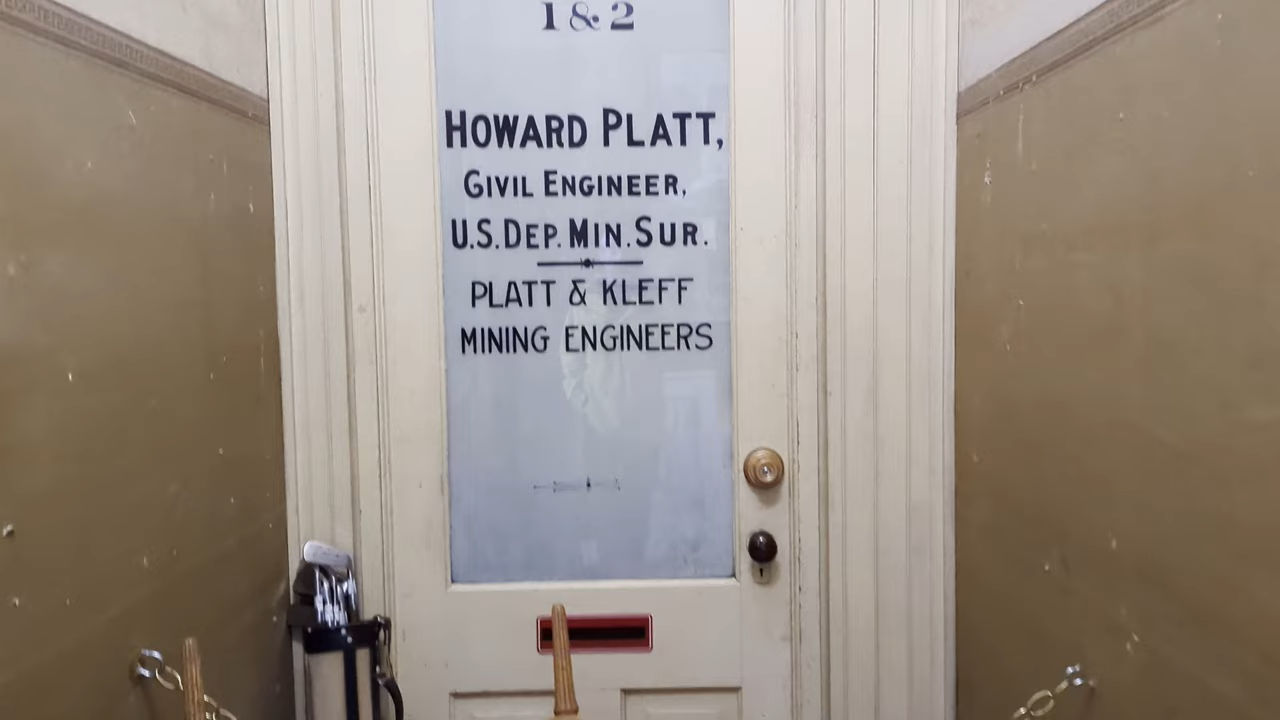 1 & 2
HOWARD PLATT,
CIVIL ENGINEER,
U.S. DEP. MIN. SUR.
PLATT & KLEFF
MINING ENGINEERS